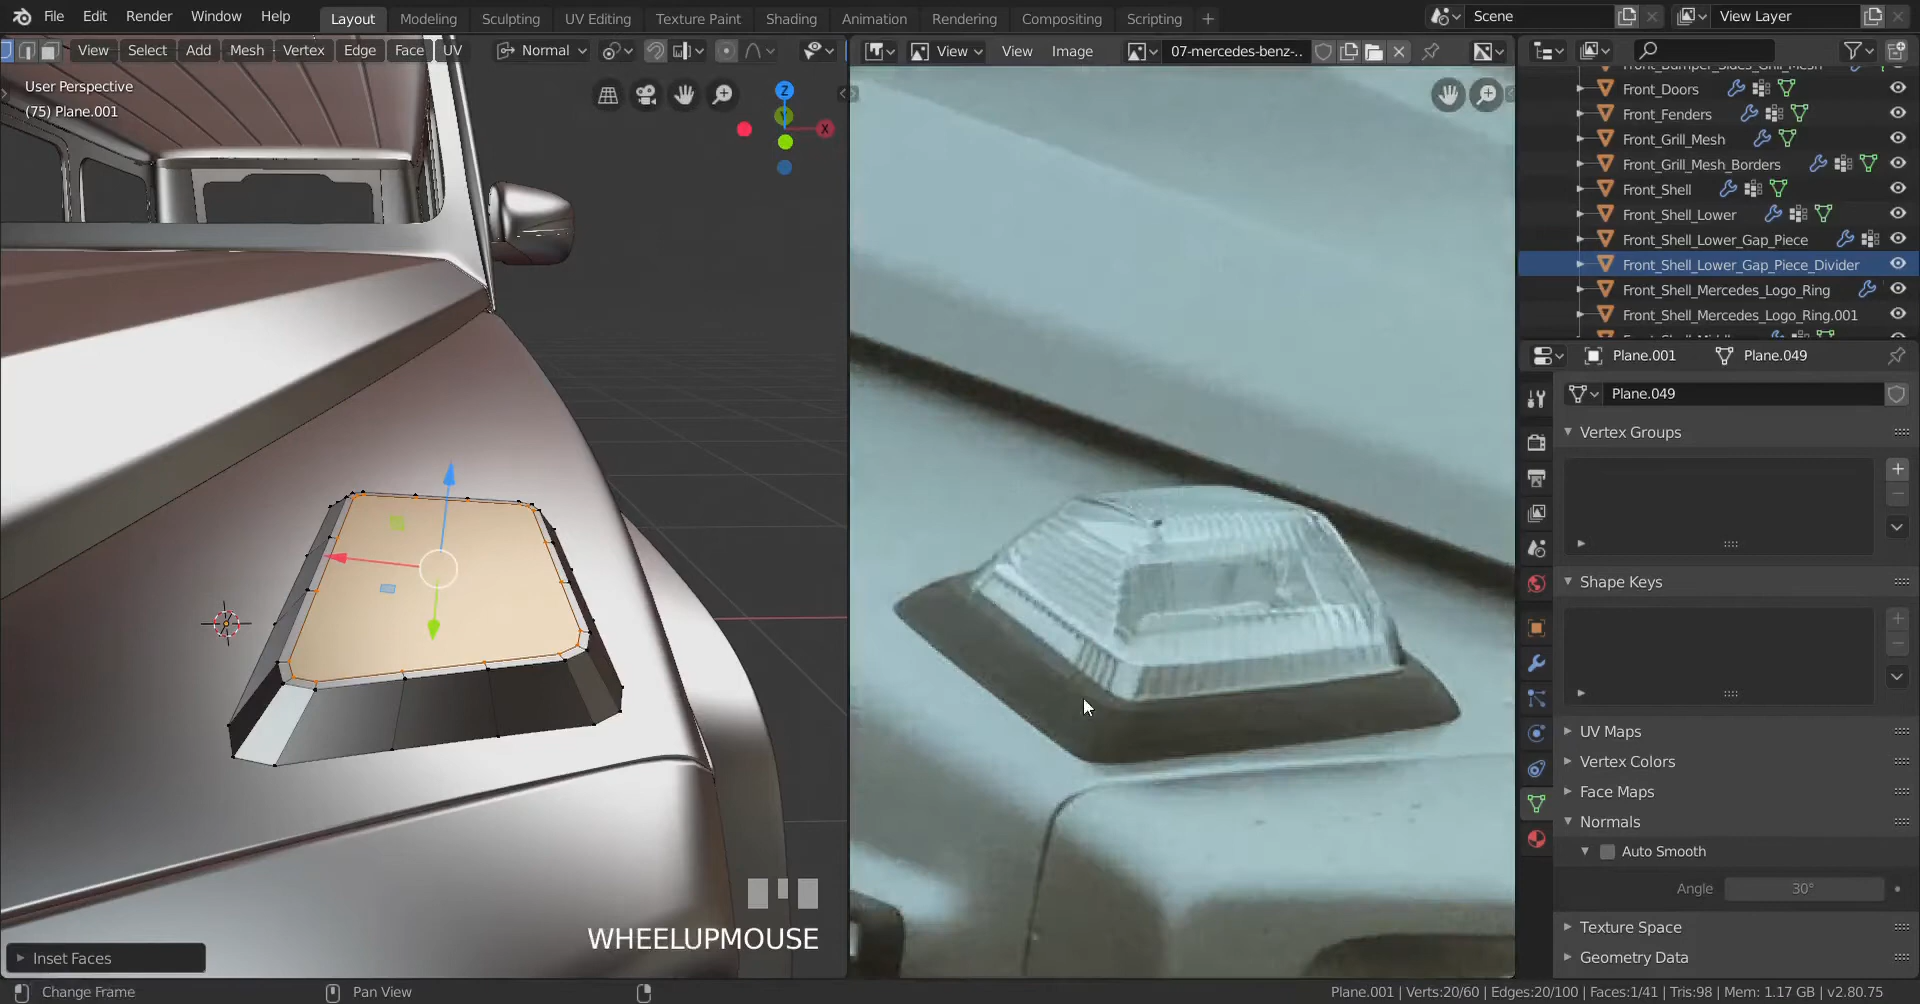 File Edit Render Window Help Layout Modeling Sculpting UV Editing Texture Paint Shading Animation Rendering Compositing Scripting + Scene View Layer
View Select Add Mesh Vertex Edge Face UV Normal View View Image 07-mercedes-benz-..
User Perspective
(75) Plane.001
Z
X
Front_Bumper_Sides_Grill_Mesh
Front_Doors
Front_Fenders
Front_Grill_Mesh
Front_Grill_Mesh_Borders
Front_Shell
Front_Shell_Lower
Front_Shell_Lower_Gap_Piece
Front_Shell_Lower_Gap_Piece_Divider
Front_Shell_Mercedes_Logo_Ring
Front_Shell_Mercedes_Logo_Ring.001
Plane.001 Plane.049
Plane.049
Vertex Groups
Shape Keys
UV Maps
Vertex Colors
Face Maps
Normals
Auto Smooth
Angle 30°
Texture Space
Geometry Data
WHEELUPMOUSE
Inset Faces
Change Frame Pan View Plane.001 | Verts:20/60 | Edges:20/100 | Faces:1/41 | Tris:98 | Mem: 1.17 GB | v2.80.75